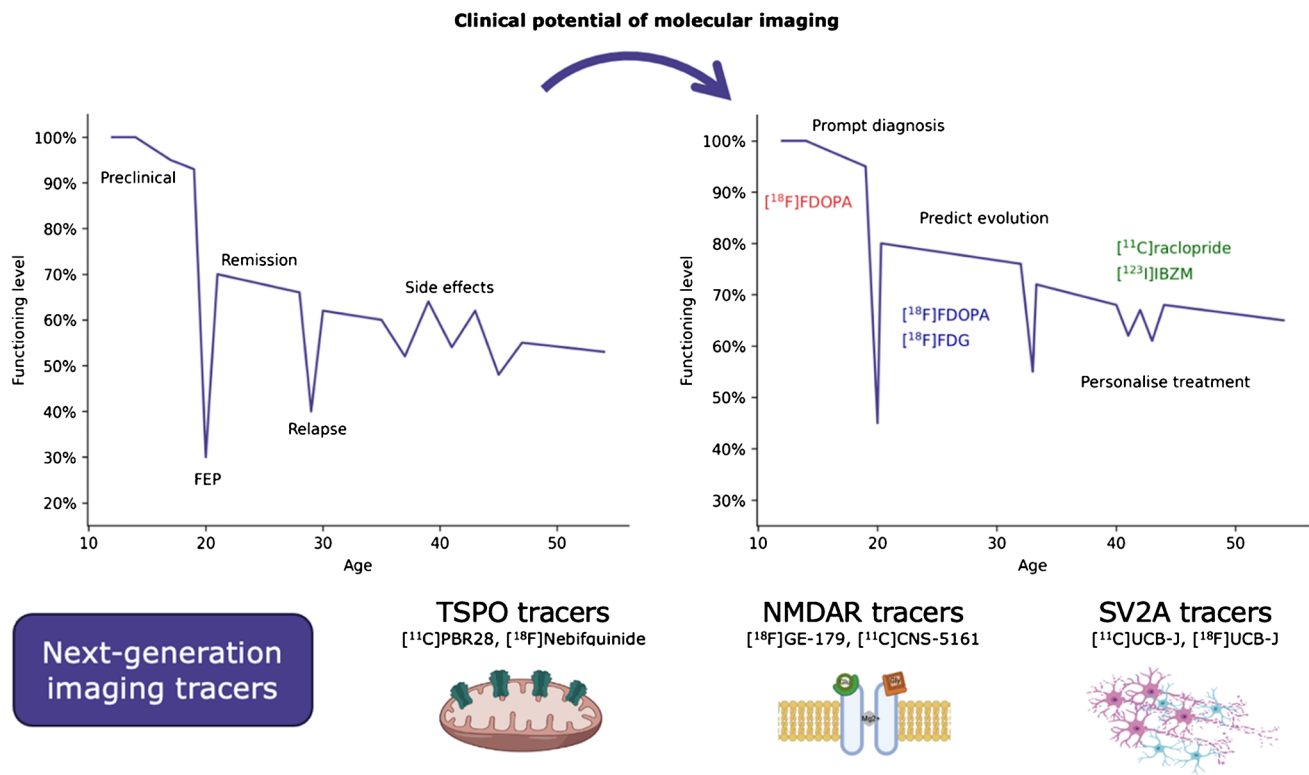 Clinical potential of molecular imaging
100%
90%
80%
70%
60%
50%
40%
30%
20%
Functioning level
Preclinical
Remission
Side effects
Relapse
FEP
10
20
30
40
50
Age
100%
90%
80%
70%
60%
50%
40%
30%
Functioning level
Prompt diagnosis
[¹⁸F]FDOPA
Predict evolution
[¹¹C]raclopride
[¹²³I]IBZM
[¹⁸F]FDOPA
[¹⁸F]FDG
Personalise treatment
10
20
30
40
50
Age
Next-generation
imaging tracers
TSPO tracers
[¹¹C]PBR28, [¹⁸F]Nebifquinide
NMDAR tracers
[¹⁸F]GE-179, [¹¹C]CNS-5161
Glu
Gly
Mg2+
SV2A tracers
[¹¹C]UCB-J, [¹⁸F]UCB-J